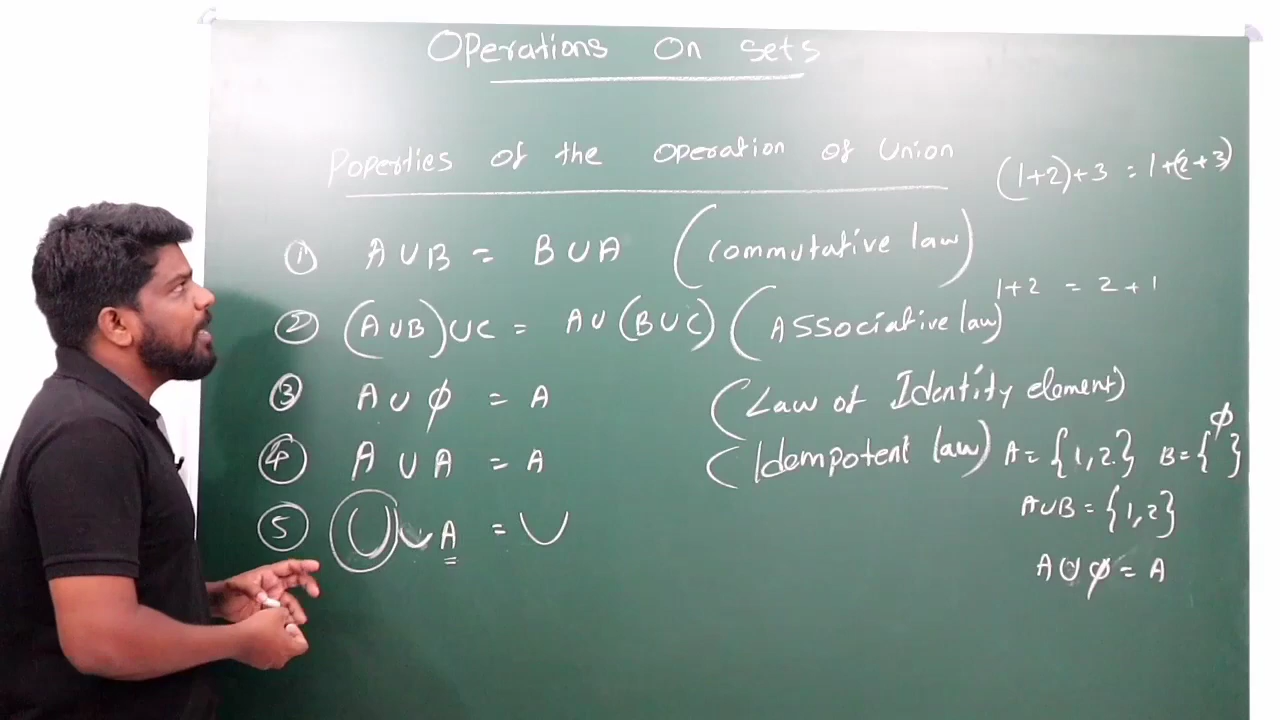 Operations On sets
Poperties of the operation of Union
(1+2)+3 = 1+(2+3)
① A ∪ B = B ∪ A (Commutative law)
1+2 = 2+1
② (A ∪ B) ∪ C = A ∪ (B ∪ C) (Associative law)
③ A ∪ ϕ = A (Law of Identity element)
④ A ∪ A = A (Idempotent law) A = {1,2} B = { } ϕ
A∪B = {1,2}
⑤ U ∪ A = U
A ∪ ϕ = A